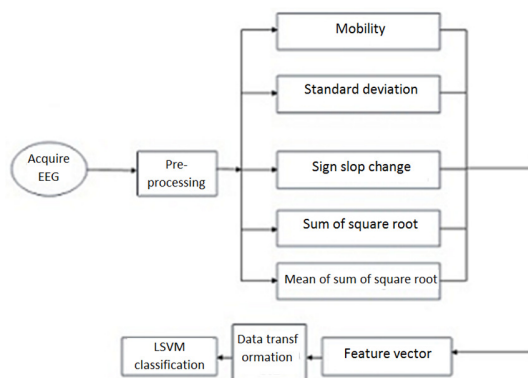 Mobility
Standard deviation
Acquire
EEG
Pre-
processing
Sign slop change
Sum of square root
Mean of sum of square root
LSVM
classification
Data transf
ormation
Feature vector